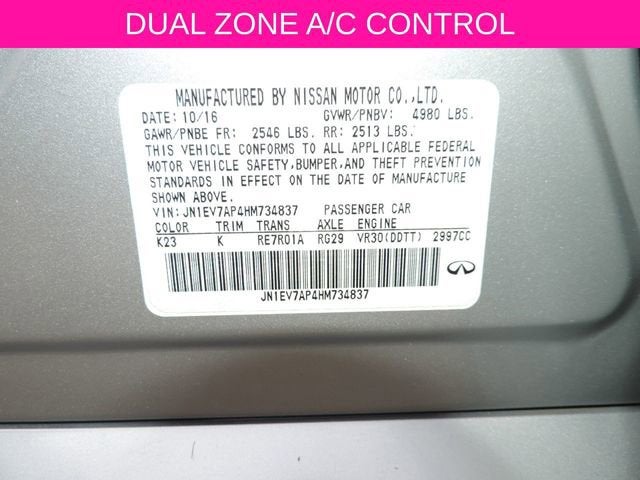 DUAL ZONE A/C CONTROL
MANUFACTURED BY NISSAN MOTOR CO.,LTD.
DATE: 10/16 GVWR/PNBV: 4980 LBS.
GAWR/PNBE FR: 2546 LBS. RR: 2513 LBS.
THIS VEHICLE CONFORMS TO ALL APPLICABLE FEDERAL
MOTOR VEHICLE SAFETY, BUMPER, AND THEFT PREVENTION
STANDARDS IN EFFECT ON THE DATE OF MANUFACTURE
SHOWN ABOVE.
VIN: JN1EV7AP4HM734837 PASSENGER CAR
COLOR TRIM TRANS AXLE ENGINE
K23 K RE7R01A RG29 VR30(DDTT) 2997CC
JN1EV7AP4HM734837